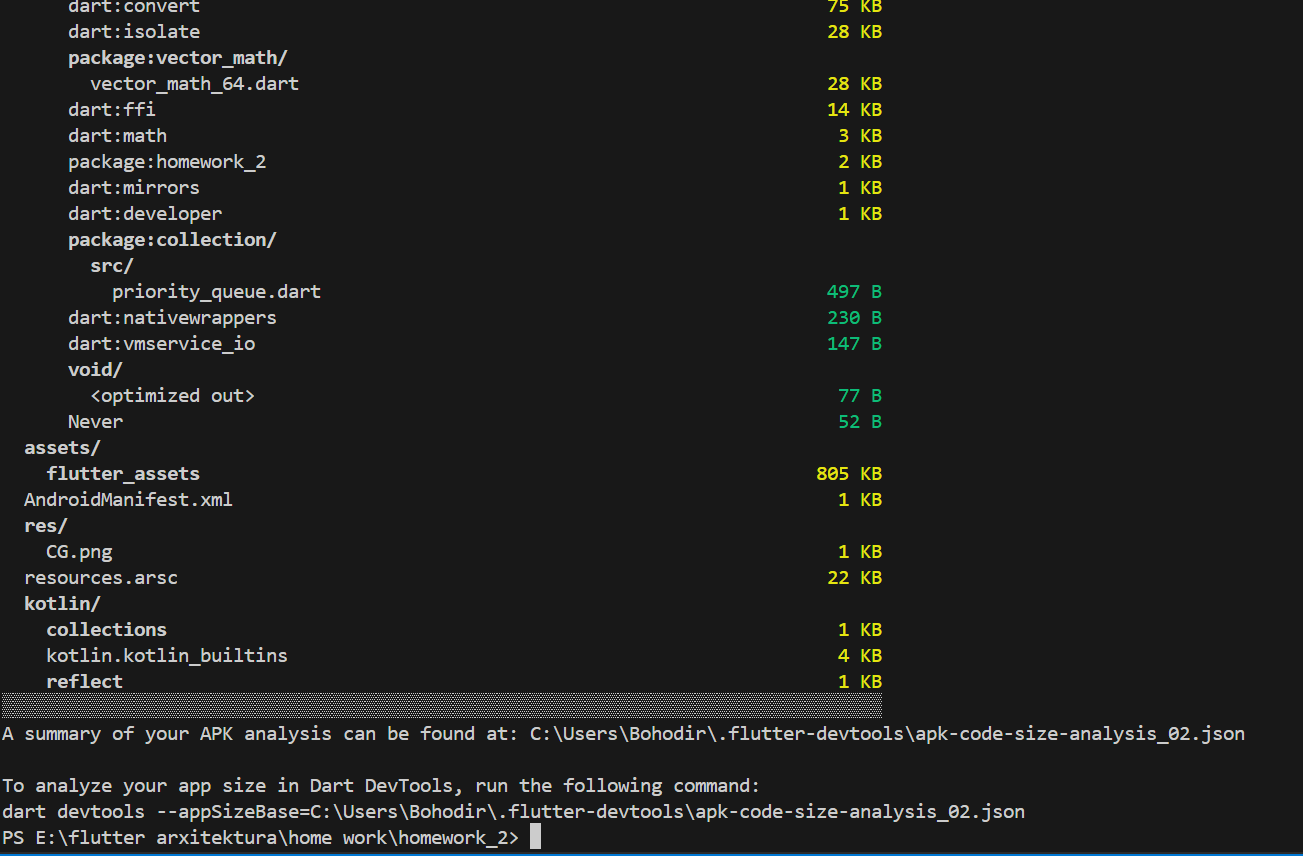 dart:convert 75 KB
dart:isolate 28 KB
package:vector_math/
vector_math_64.dart 28 KB
dart:ffi 14 KB
dart:math 3 KB
package:homework_2 2 KB
dart:mirrors 1 KB
dart:developer 1 KB
package:collection/
src/
priority_queue.dart 497 B
dart:nativewrappers 230 B
dart:vmservice_io 147 B
void/
<optimized out> 77 B
Never 52 B
assets/
flutter_assets 805 KB
AndroidManifest.xml 1 KB
res/
CG.png 1 KB
resources.arsc 22 KB
kotlin/
collections 1 KB
kotlin.kotlin_builtins 4 KB
reflect 1 KB
A summary of your APK analysis can be found at: C:\Users\Bohodir\.flutter-devtools\apk-code-size-analysis_02.json
To analyze your app size in Dart DevTools, run the following command:
dart devtools --appSizeBase=C:\Users\Bohodir\.flutter-devtools\apk-code-size-analysis_02.json
PS E:\flutter arxitektura\home work\homework_2>